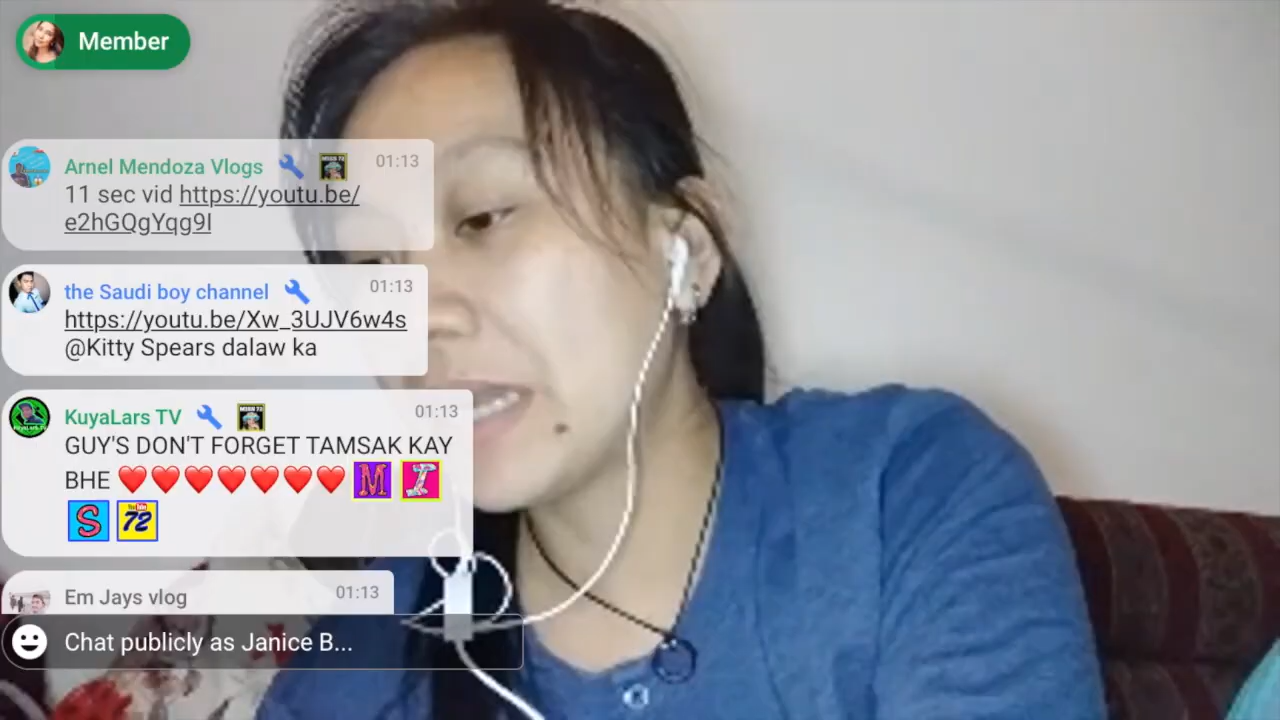 Member
Arnel Mendoza Vlogs 01:13
11 sec vid https://youtu.be/
e2hGQgYqg9I
the Saudi boy channel 01:13
https://youtu.be/Xw_3UJV6w4s
@Kitty Spears dalaw ka
KuyaLars TV 01:13
GUY'S DON'T FORGET TAMSAK KAY
BHE ❤️❤️❤️❤️❤️❤️❤️ M I
S 72
Em Jays vlog 01:13
Chat publicly as Janice B...